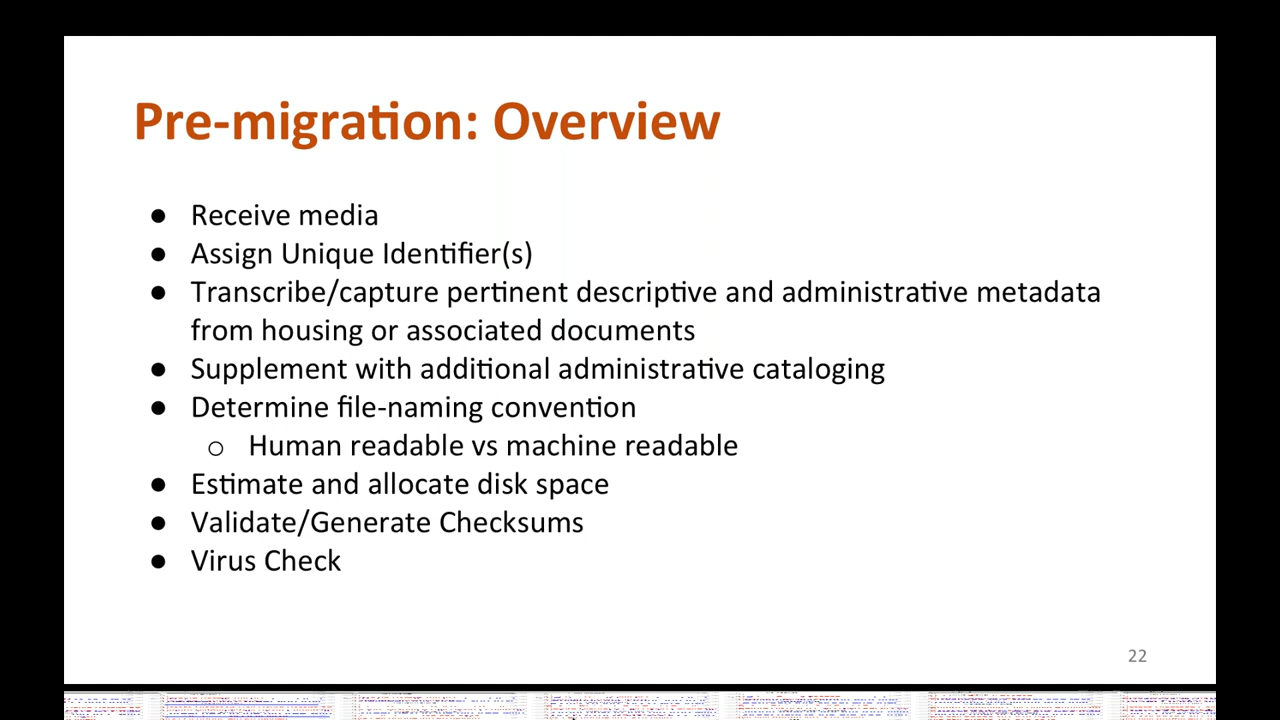 Pre-migration: Overview
● Receive media
● Assign Unique Identifier(s)
● Transcribe/capture pertinent descriptive and administrative metadata
from housing or associated documents
● Supplement with additional administrative cataloging
● Determine file-naming convention
○ Human readable vs machine readable
● Estimate and allocate disk space
● Validate/Generate Checksums
● Virus Check
22